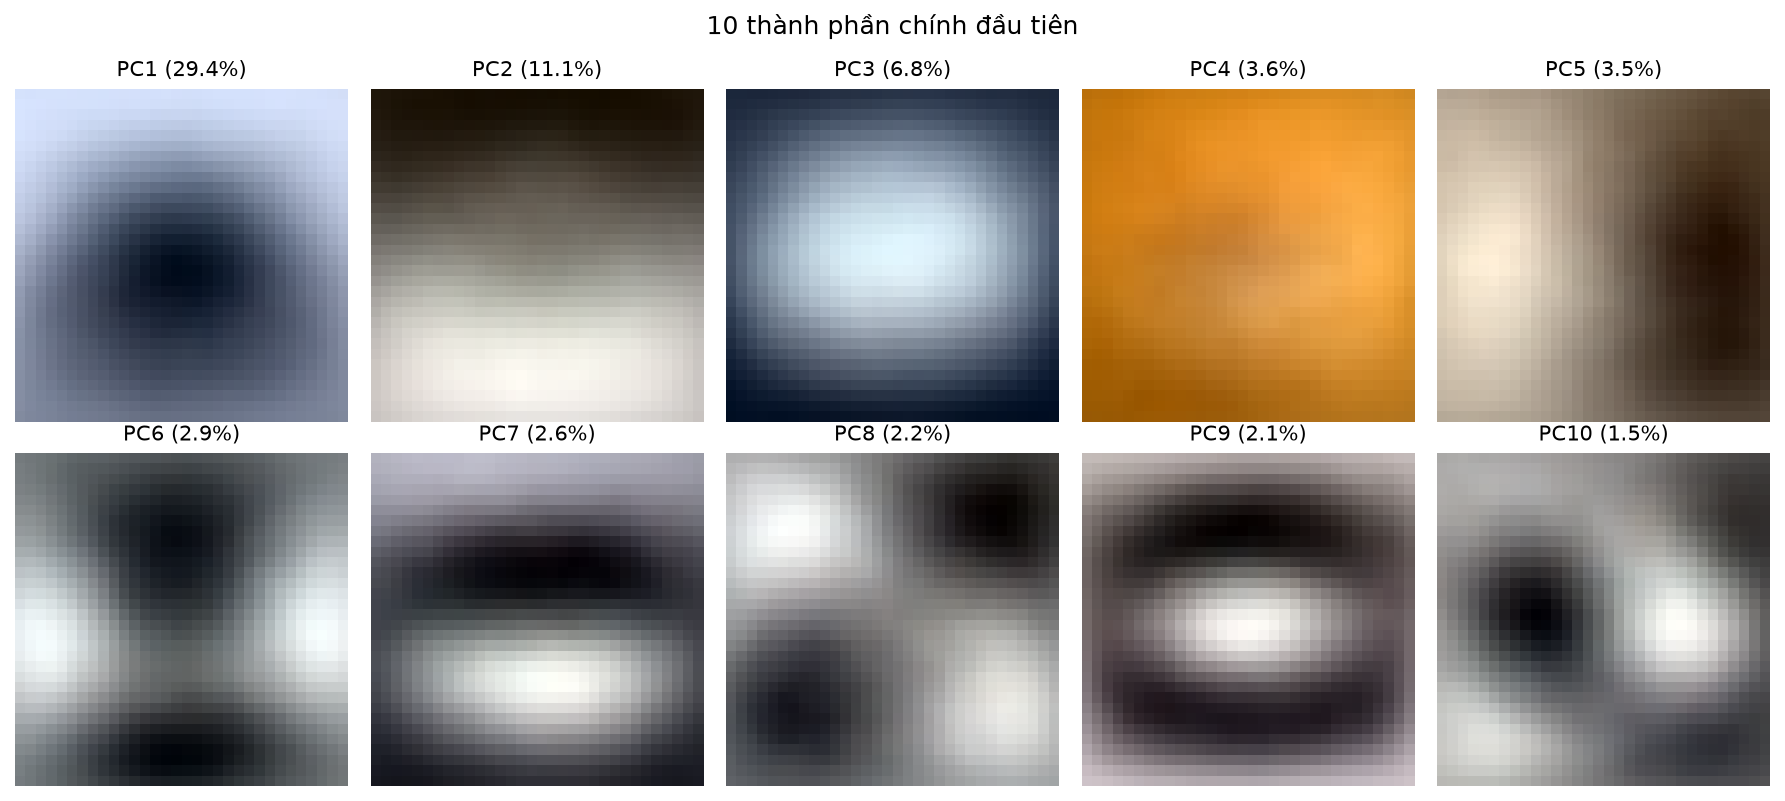 10 thành phần chính đầu tiên
PC1 (29.4%)
PC2 (11.1%)
PC3 (6.8%)
PC4 (3.6%)
PC5 (3.5%)
PC6 (2.9%)
PC7 (2.6%)
PC8 (2.2%)
PC9 (2.1%)
PC10 (1.5%)